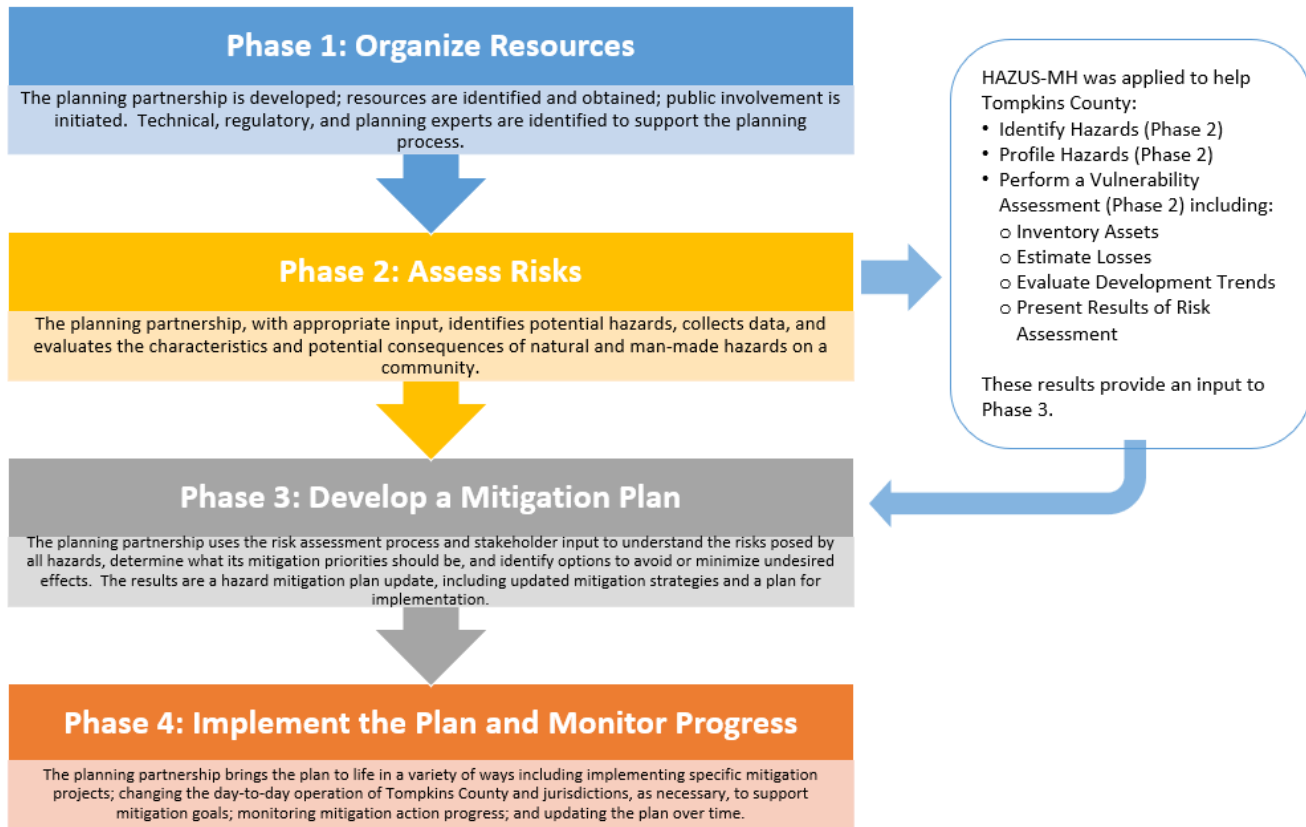 Phase 1: Organize Resources
The planning partnership is developed; resources are identified and obtained; public involvement is
initiated.  Technical, regulatory, and planning experts are identified to support the planning
process.
Phase 2: Assess Risks
The planning partnership, with appropriate input, identifies potential hazards, collects data, and
evaluates the characteristics and potential consequences of natural and man-made hazards on a
community.
HAZUS-MH was applied to help
Tompkins County:
• Identify Hazards (Phase 2)
• Profile Hazards (Phase 2)
• Perform a Vulnerability
Assessment (Phase 2) including:
o Inventory Assets
o Estimate Losses
o Evaluate Development Trends
o Present Results of Risk
Assessment
These results provide an input to
Phase 3.
Phase 3: Develop a Mitigation Plan
The planning partnership uses the risk assessment process and stakeholder input to understand the risks posed by
all hazards, determine what its mitigation priorities should be, and identify options to avoid or minimize undesired
effects.  The results are a hazard mitigation plan update, including updated mitigation strategies and a plan for
implementation.
Phase 4: Implement the Plan and Monitor Progress
The planning partnership brings the plan to life in a variety of ways including implementing specific mitigation
projects; changing the day-to-day operation of Tompkins County and jurisdictions, as necessary, to support
mitigation goals; monitoring mitigation action progress; and updating the plan over time.